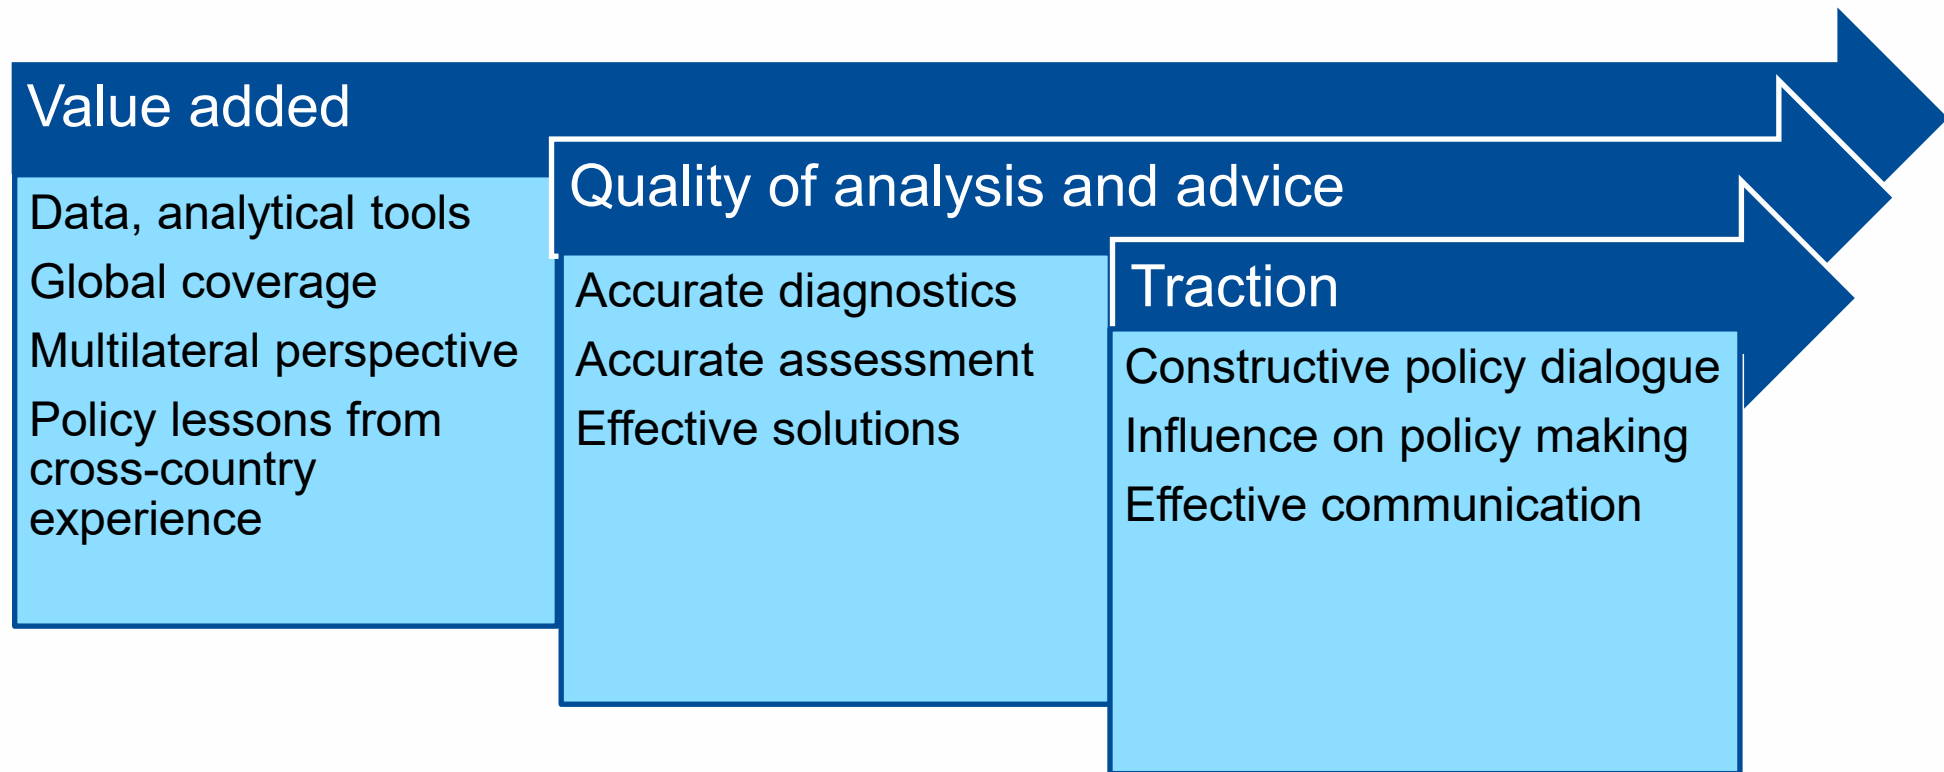 Value added
Data, analytical tools
Global coverage
Multilateral perspective
Policy lessons from
cross-country
experience
Quality of analysis and advice
Accurate diagnostics
Accurate assessment
Effective solutions
Traction
Constructive policy dialogue
Influence on policy making
Effective communication